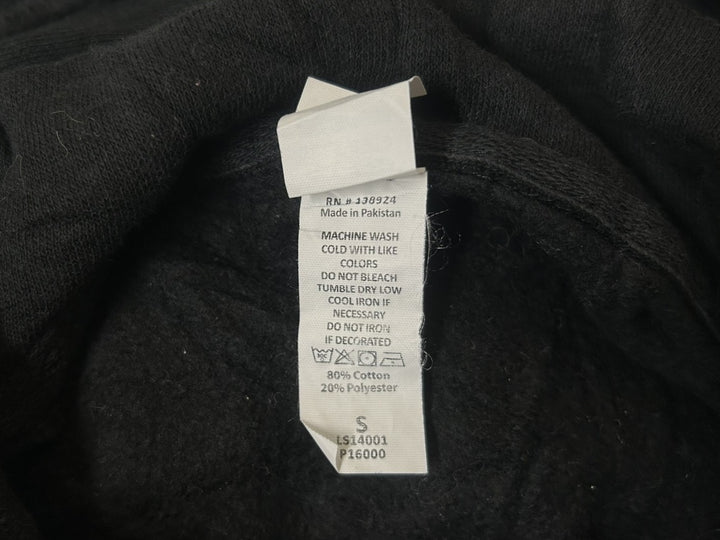 RN # 138924
Made in Pakistan
MACHINE WASH
COLD WITH LIKE
COLORS
DO NOT BLEACH
TUMBLE DRY LOW
COOL IRON IF
NECESSARY
DO NOT IRON
IF DECORATED
80% Cotton
20% Polyester
S
LS14001
P16000